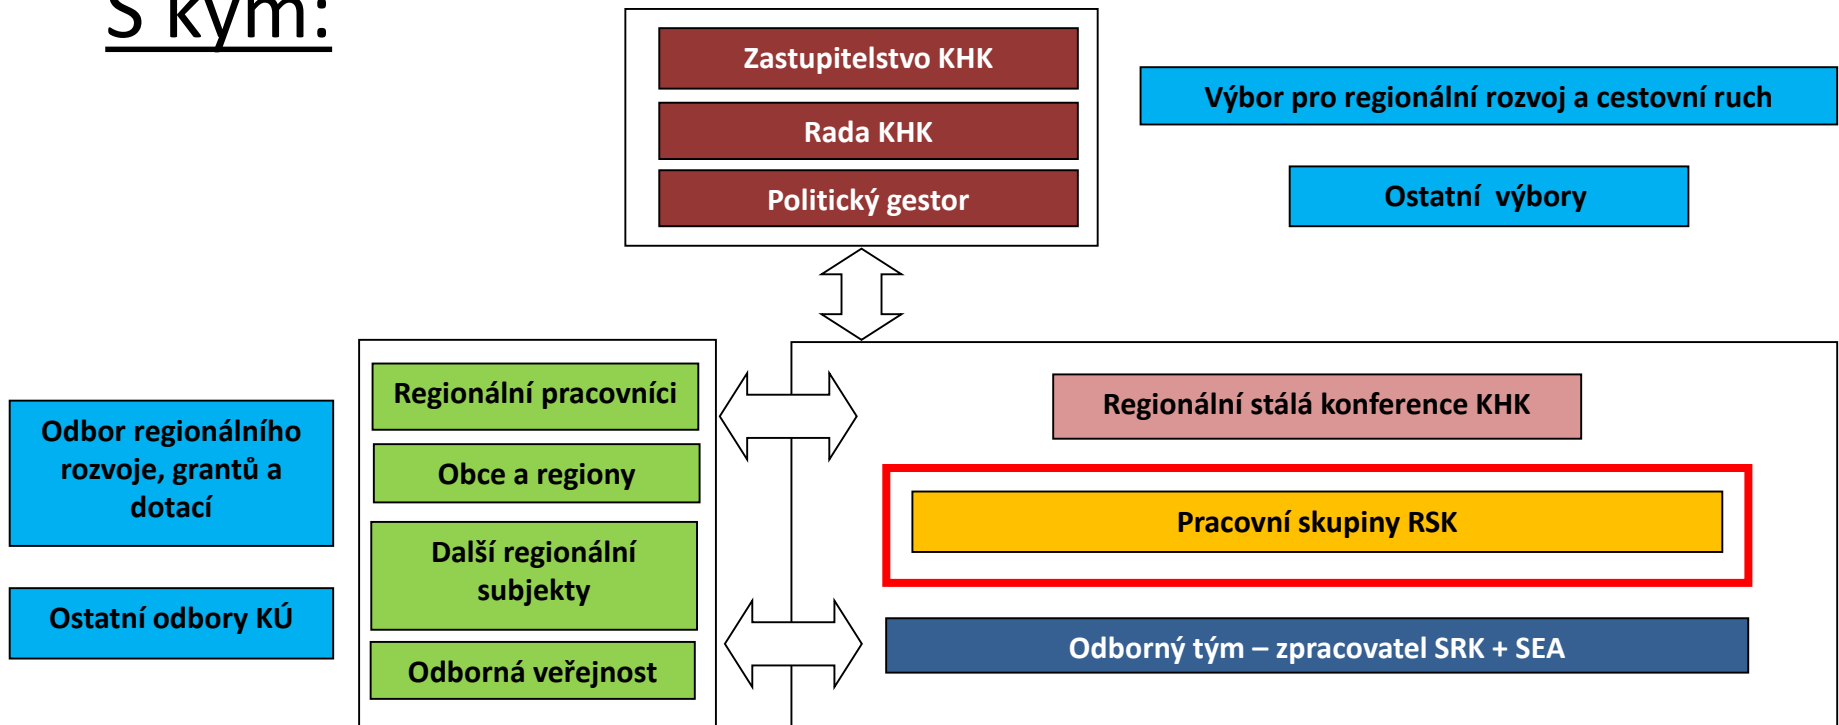 S kým:
Zastupitelstvo KHK
Rada KHK
Politický gestor
Výbor pro regionální rozvoj a cestovní ruch
Ostatní výbory
Odbor regionálního
rozvoje, grantů a
dotací
Ostatní odbory KÚ
Regionální pracovníci
Obce a regiony
Další regionální
subjekty
Odborná veřejnost
Regionální stálá konference KHK
Pracovní skupiny RSK
Odborný tým – zpracovatel SRK + SEA